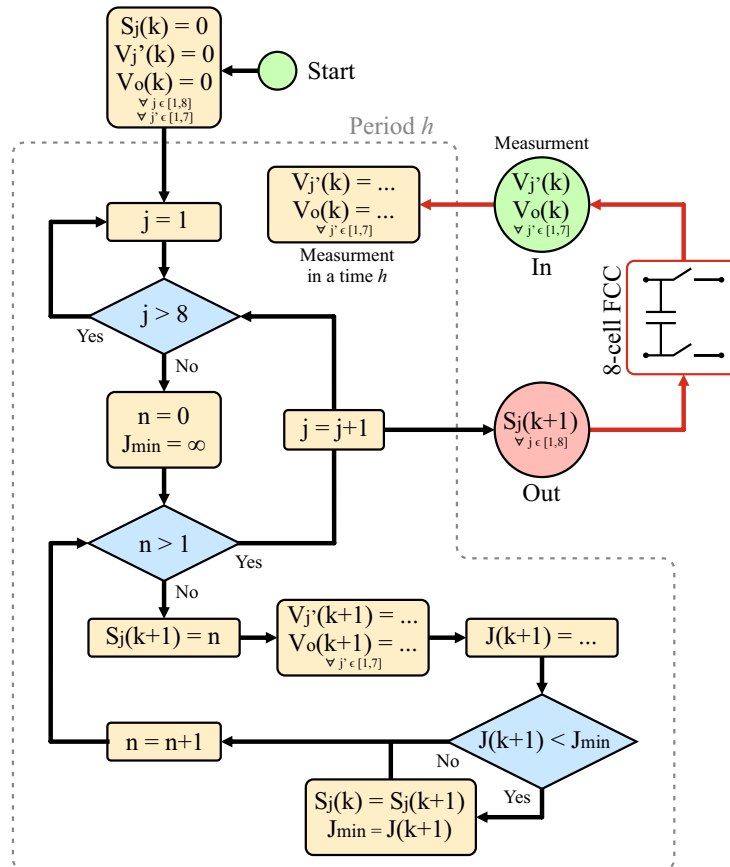 Sj(k) = 0
Vj’(k) = 0
Vo(k) = 0
∀ j ϵ [1,8]
∀ j’ ϵ [1,7]
Start
Period h
j = 1
Vj’(k) = ...
Vo(k) = ...
∀ j’ ϵ [1,7]
Measurment
in a time h
Measurment
Vj’(k)
Vo(k)
∀ j’ ϵ [1,7]
In
8-cell FCC
j > 8
Yes
No
n = 0
Jmin = ∞
j = j+1
Sj(k+1)
∀ j ϵ [1,8]
Out
n > 1
Yes
No
Sj(k+1) = n
Vj’(k+1) = ...
Vo(k+1) = ...
∀ j’ ϵ [1,7]
J(k+1) = ...
n = n+1
J(k+1) < Jmin
No
Yes
Sj(k) = Sj(k+1)
Jmin = J(k+1)